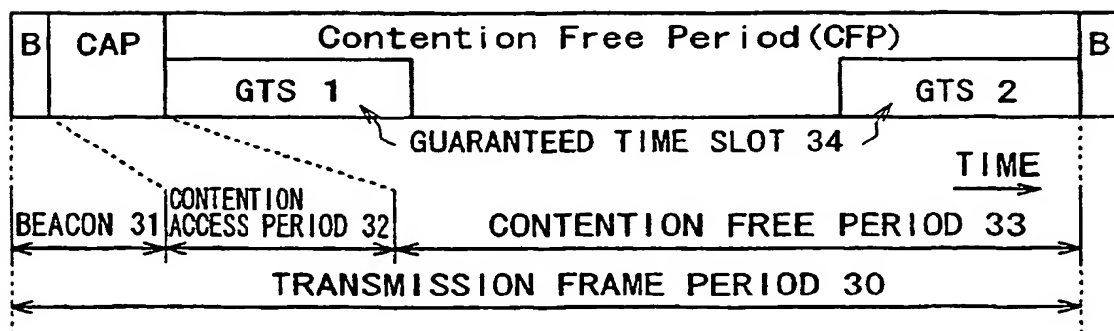 B CAP Contention Free Period(CFP) B
GTS 1 GTS 2
GUARANTEED TIME SLOT 34
TIME
CONTENTION
BEACON 31 ACCESS PERIOD 32 CONTENTION FREE PERIOD 33
TRANSMISSION FRAME PERIOD 30